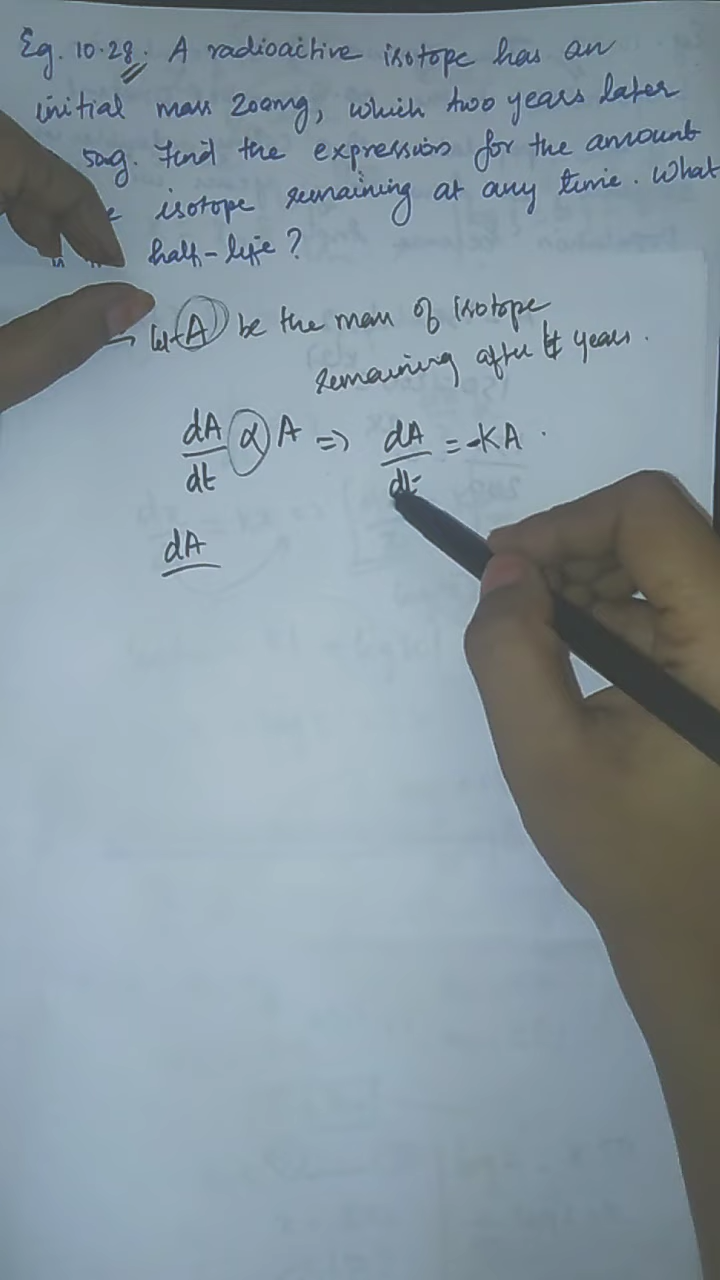 Eg. 10.28. A radioactive isotope has an
initial mass 200mg, which two years later
50mg. Find the expression for the amount
isotope remaining at any time. What
half-life?
→ let A be the mass of isotope
remaining after t years.
dA/dt ∝ A => dA/dt = -KA.
dA